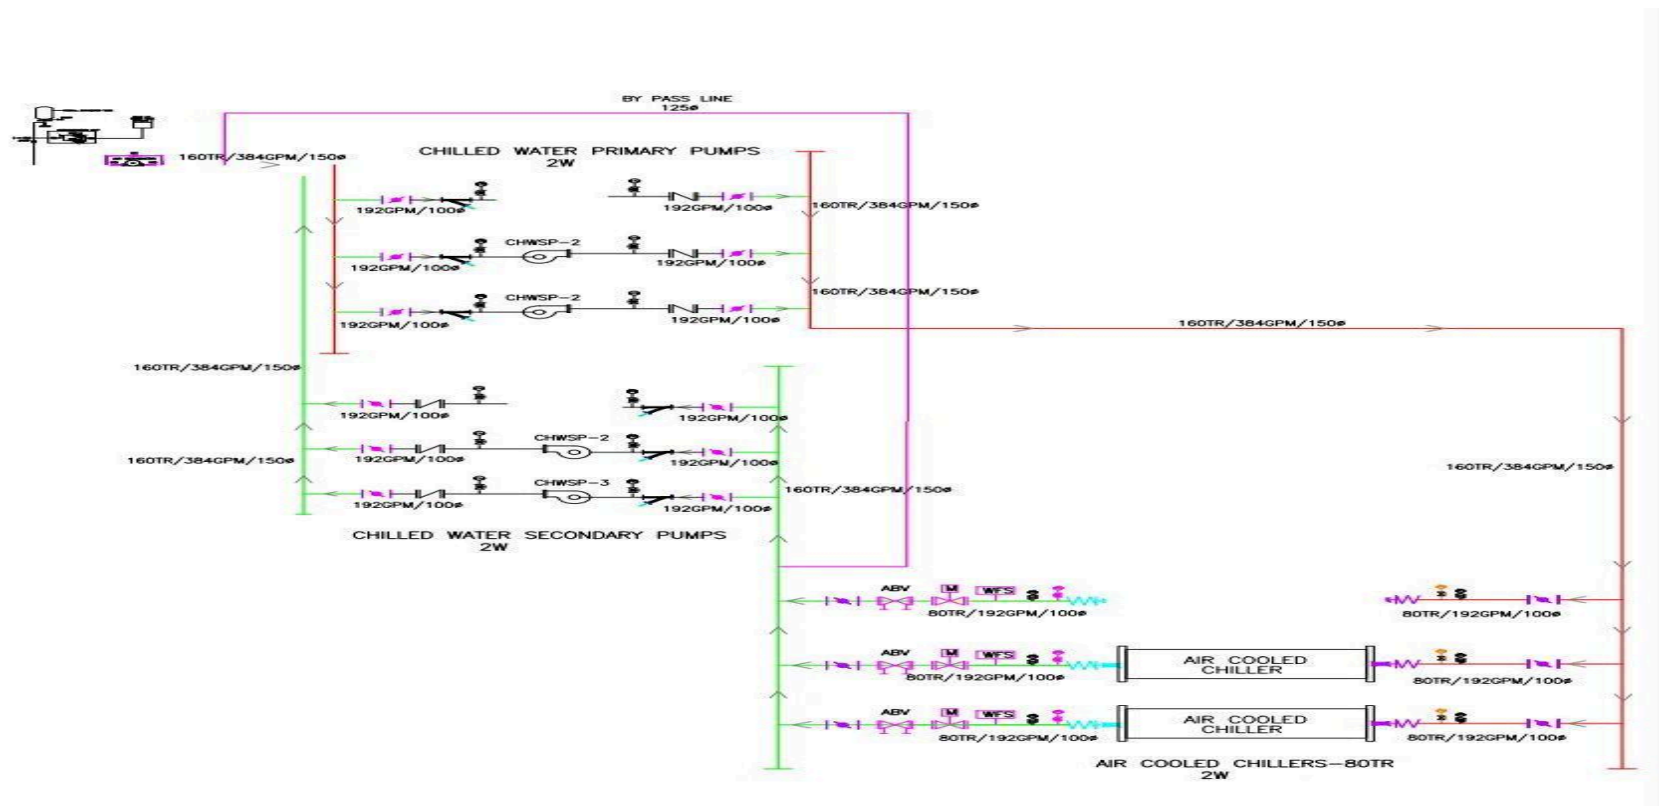 BY PASS LINE
125ø
160TR/384GPM/150ø
CHILLED WATER PRIMARY PUMPS
2W
192GPM/100ø
192GPM/100ø
160TR/384GPM/150ø
CHWSP-2
192GPM/100ø
192GPM/100ø
CHWSP-2
160TR/384GPM/150ø
192GPM/100ø
192GPM/100ø
160TR/384GPM/150ø
160TR/384GPM/150ø
192GPM/100ø
192GPM/100ø
CHWSP-2
160TR/384GPM/150ø
192GPM/100ø
192GPM/100ø
160TR/384GPM/150ø
CHWSP-3
160TR/384GPM/150ø
192GPM/100ø
192GPM/100ø
CHILLED WATER SECONDARY PUMPS
2W
ABV
M
WFS
80TR/192GPM/100ø
80TR/192GPM/100ø
ABV
M
WFS
AIR COOLED
CHILLER
80TR/192GPM/100ø
80TR/192GPM/100ø
ABV
M
WFS
AIR COOLED
CHILLER
80TR/192GPM/100ø
80TR/192GPM/100ø
AIR COOLED CHILLERS-80TR
2W